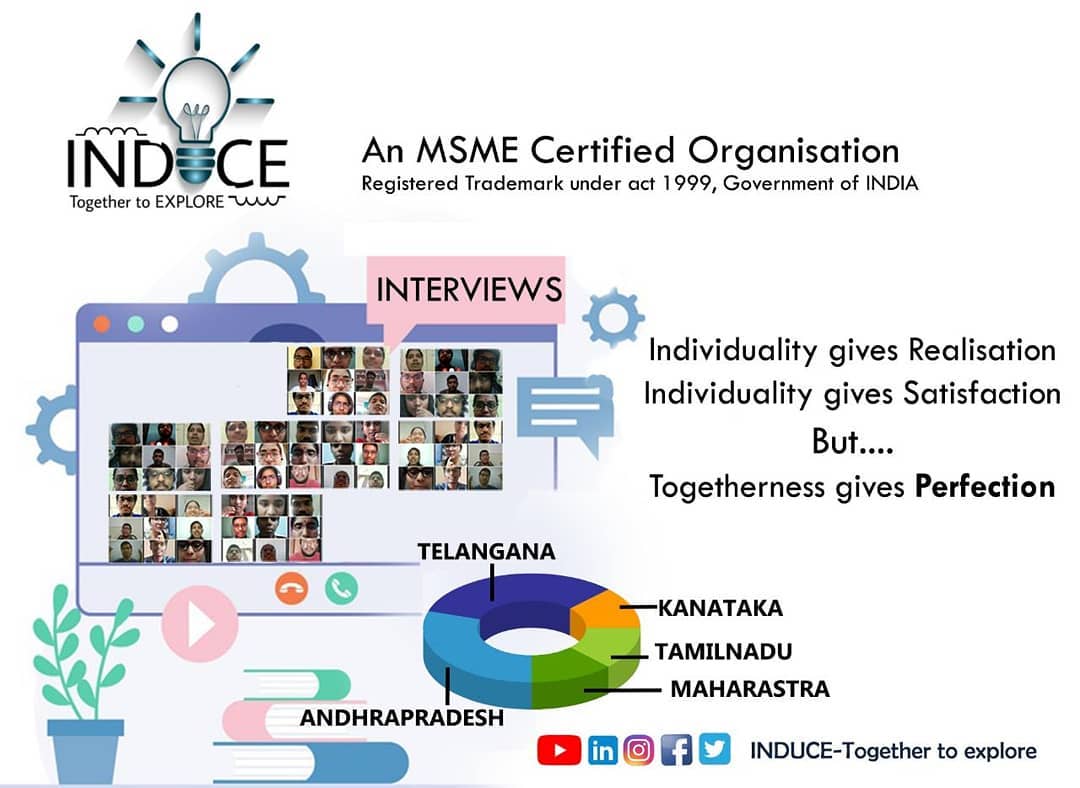 INDUCE
Together to EXPLORE
An MSME Certified Organisation
Registered Trademark under act 1999, Government of INDIA
INTERVIEWS
Individuality gives Realisation
Individuality gives Satisfaction
But....
Togetherness gives Perfection
TELANGANA
KANATAKA
TAMILNADU
MAHARASTRA
ANDHRAPRADESH
INDUCE-Together to explore